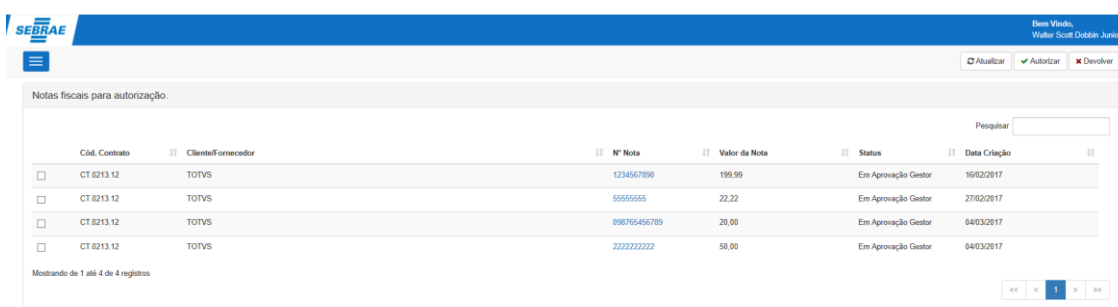 SEBRAE
Bem Vindo,
Walter Scott Dobbin Junio
Atualizar Autorizar Devolver
Notas fiscais para autorização.
Pesquisar
Cód. Contrato Cliente/Fornecedor N° Nota Valor da Nota Status Data Criação
CT.0213.12 TOTVS 1234567890 199,99 Em Aprovação Gestor 16/02/2017
CT.0213.12 TOTVS 55555555 22,22 Em Aprovação Gestor 27/02/2017
CT.0213.12 TOTVS 098765456789 20,00 Em Aprovação Gestor 04/03/2017
CT.0213.12 TOTVS 2222222222 50,00 Em Aprovação Gestor 04/03/2017
Mostrando de 1 até 4 de 4 registros
<< < 1 > >>